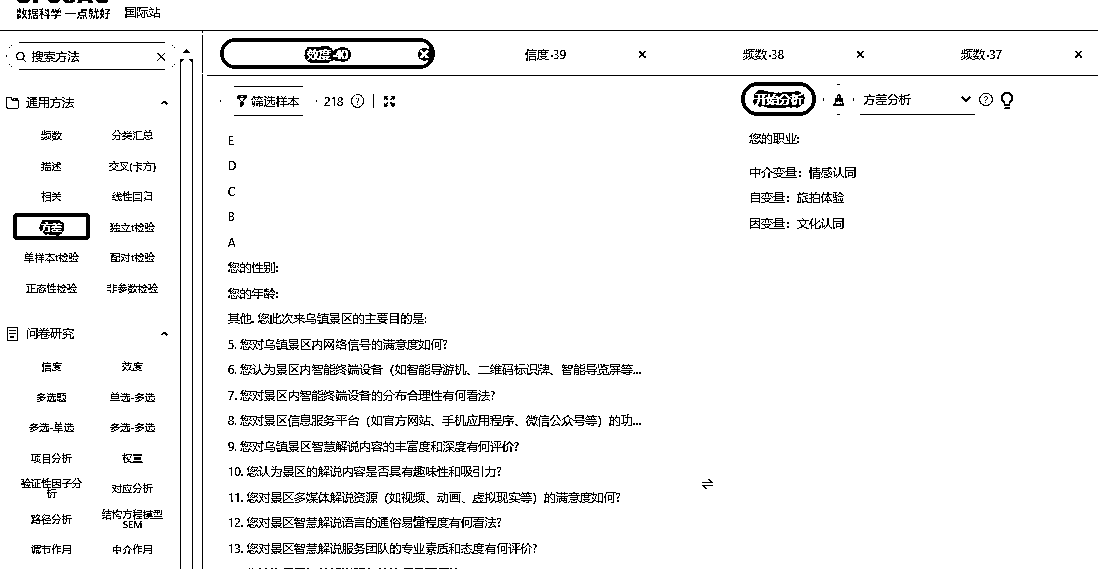 数据科学 一点就好 国际站
搜索方法
效度-40
信度-39
频数-38
频数-37
通用方法
筛选样本
218
开始分析
方差分析
频数 分类汇总
描述 交叉(卡方)
相关 线性回归
方差 独立t检验
单样本t检验 配对t检验
正态性检验 非参数检验
问卷研究
信度 效度
多选题 单选-多选
多选-单选 多选-多选
项目分析 权重
验证性因子分析 对应分析
路径分析 结构方程模型SEM
调节作用 中介作用
E
D
C
B
A
您的性别:
您的年龄:
其他. 您此次来乌镇景区的主要目的是:
5. 您对乌镇景区内网络信号的满意度如何?
6. 您认为景区内智能终端设备（如智能导游机、二维码标识牌、智能导览屏等...
7. 您对景区内智能终端设备的分布合理性有何看法?
8. 您对景区信息服务平台（如官方网站、手机应用程序、微信公众号等）的功...
9. 您对乌镇景区智慧解说内容的丰富度和深度有何评价?
10. 您认为景区的解说内容是否具有趣味性和吸引力?
11. 您对景区多媒体解说资源（如视频、动画、虚拟现实等）的满意度如何?
12. 您对景区智慧解说语言的通俗易懂程度有何看法?
13. 您对景区智慧解说服务团队的专业素质和态度有何评价?
您的职业:
中介变量：情感认同
自变量：旅拍体验
因变量：文化认同